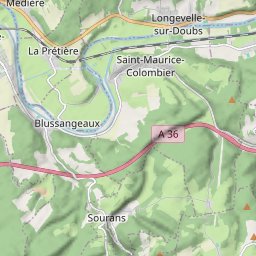 Médière
Longevelle-
sur-Doubs
La Prétière
Saint-Maurice-
Colombier
Blussangeaux
A 36
Sourans